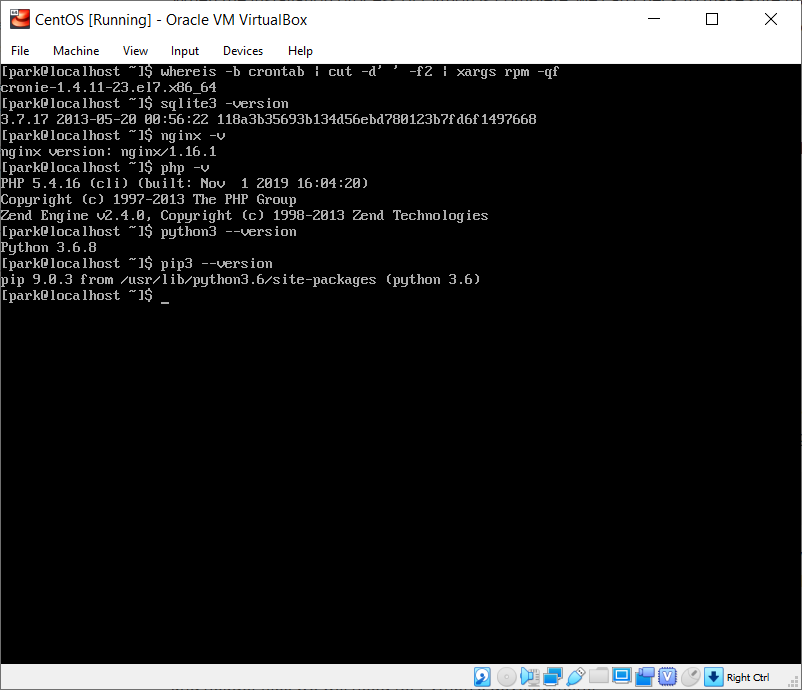 CentOS [Running] - Oracle VM VirtualBox
File Machine View Input Devices Help
[park@localhost ~]$ whereis -b crontab | cut -d' ' -f2 | xargs rpm -qf
cronie-1.4.11-23.el7.x86_64
[park@localhost ~]$ sqlite3 -version
3.7.17 2013-05-20 00:56:22 118a3b35693b134d56ebd780123b7fd6f1497668
[park@localhost ~]$ nginx -v
nginx version: nginx/1.16.1
[park@localhost ~]$ php -v
PHP 5.4.16 (cli) (built: Nov  1 2019 16:04:20)
Copyright (c) 1997-2013 The PHP Group
Zend Engine v2.4.0, Copyright (c) 1998-2013 Zend Technologies
[park@localhost ~]$ python3 --version
Python 3.6.8
[park@localhost ~]$ pip3 --version
pip 9.0.3 from /usr/lib/python3.6/site-packages (python 3.6)
[park@localhost ~]$ _
Right Ctrl